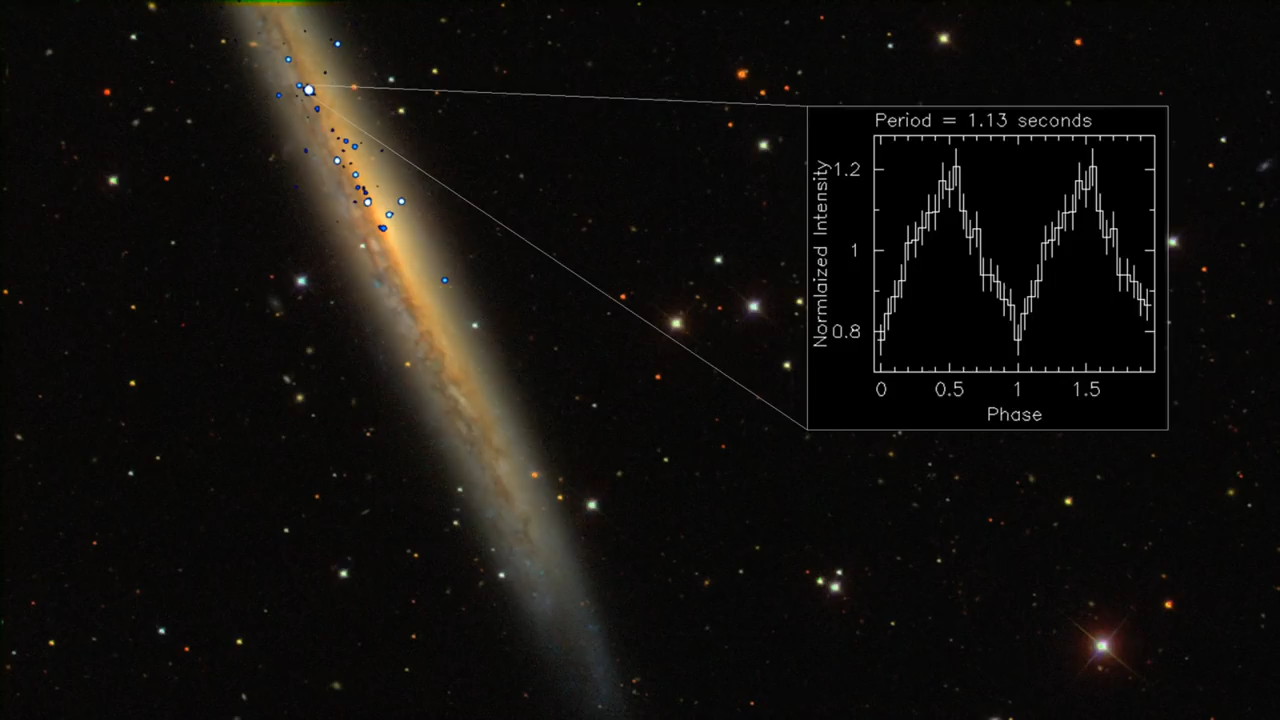 Period = 1.13 seconds
Normlaized Intensity
1.2
1
0.8
0 0.5 1 1.5
Phase